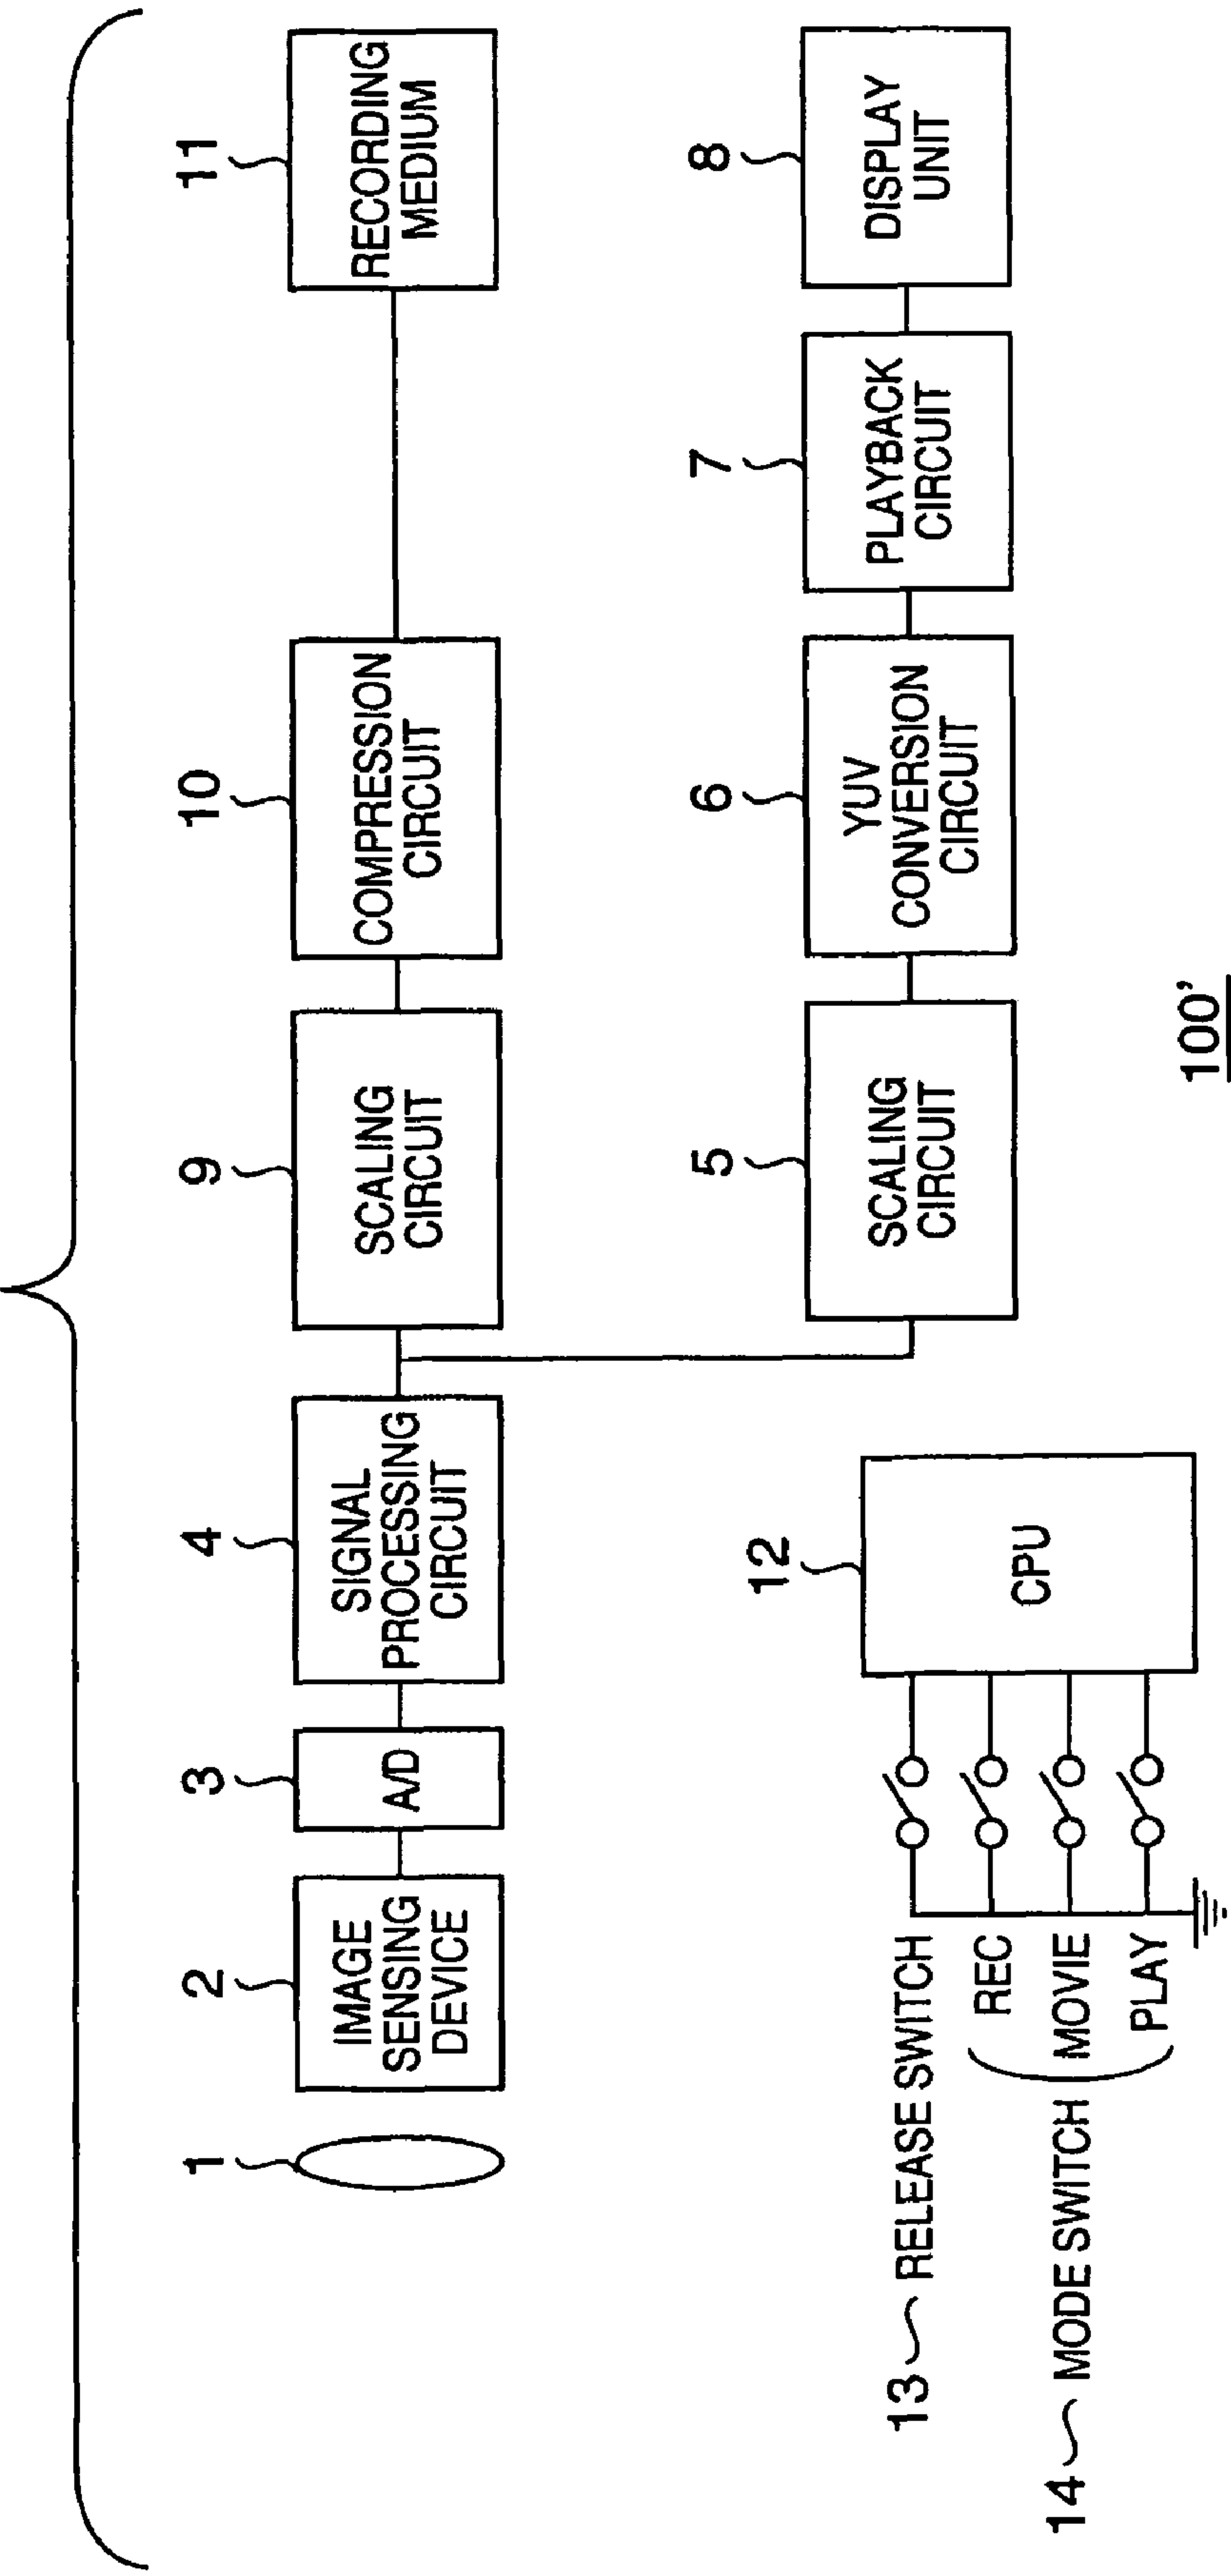 1
2
3
4
9
10
11
IMAGE
SENSING
DEVICE
A/D
SIGNAL
PROCESSING
CIRCUIT
SCALING
CIRCUIT
COMPRESSION
CIRCUIT
RECORDING
MEDIUM
5
6
7
8
SCALING
CIRCUIT
YUV
CONVERSION
CIRCUIT
PLAYBACK
CIRCUIT
DISPLAY
UNIT
12
CPU
13
RELEASE SWITCH
14
MODE SWITCH
REC
MOVIE
PLAY
100'